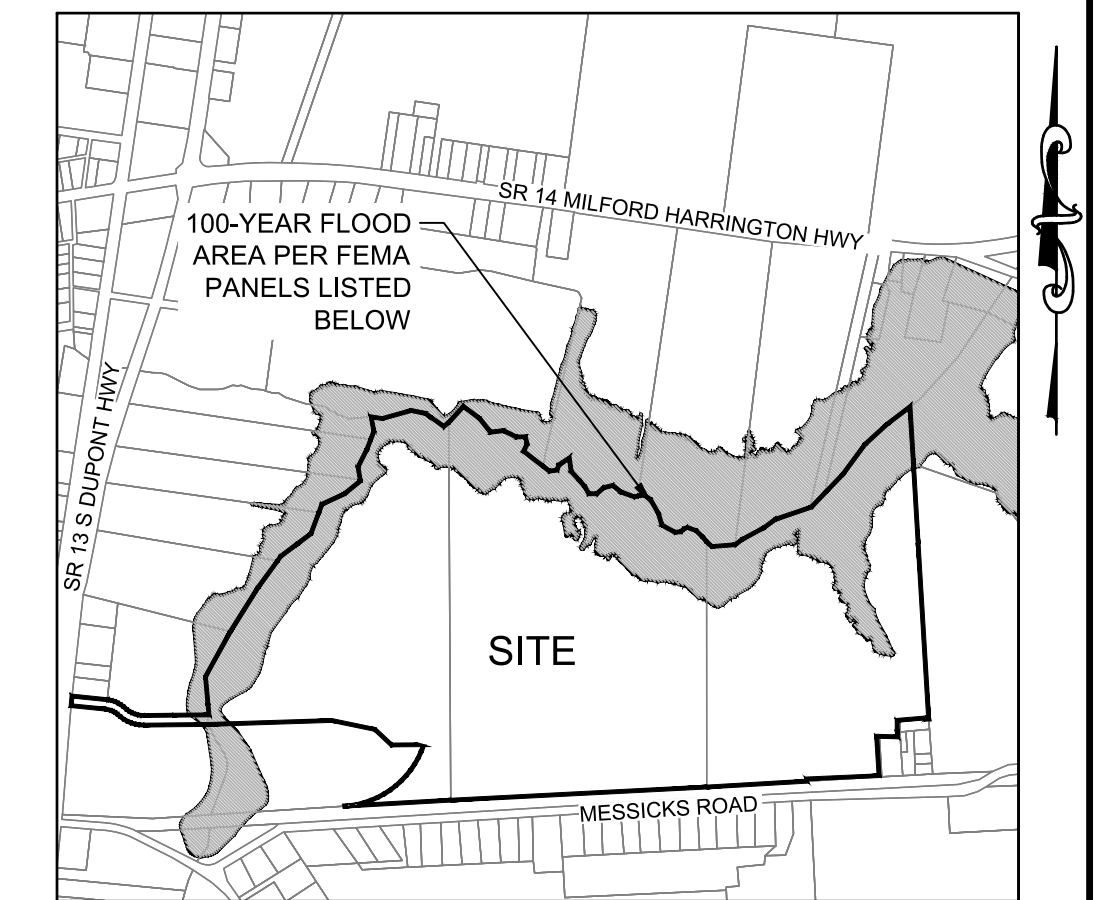 SR 14 MILFORD HARRINGTON HWY
100-YEAR FLOOD
AREA PER FEMA
PANELS LISTED
BELOW
SR 13 S DUPONT HWY
SITE
MESSICKS ROAD